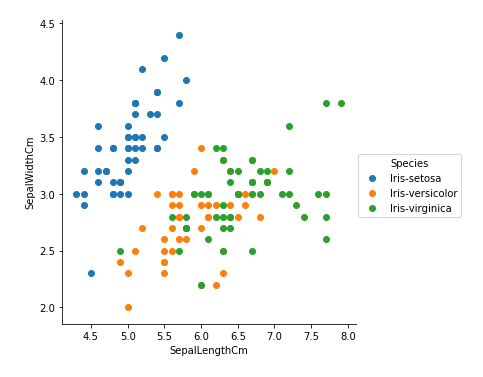 4.5
4.0
3.5
3.0
2.5
2.0
SepalWidthCm
4.5 5.0 5.5 6.0 6.5 7.0 7.5 8.0
SepalLengthCm
Species
Iris-setosa
Iris-versicolor
Iris-virginica